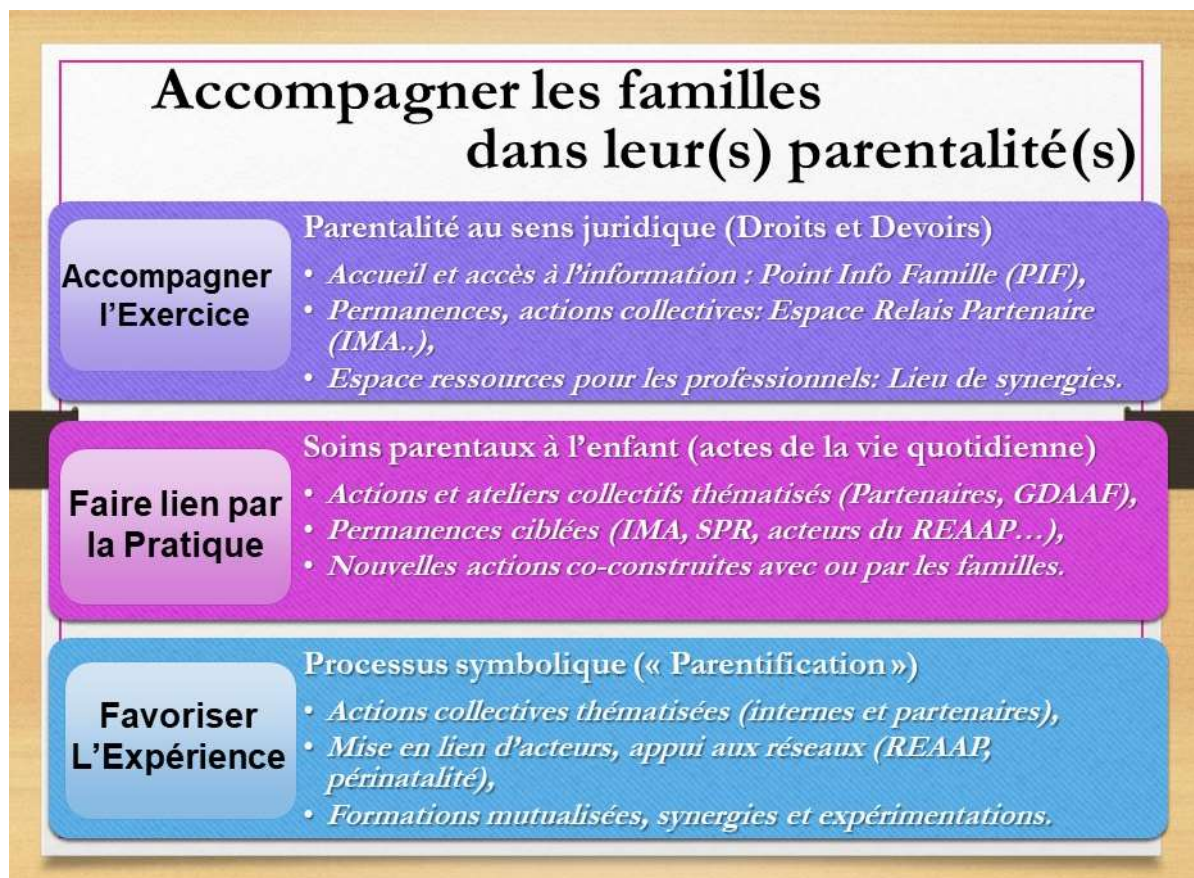 Accompagner les familles
dans leur(s) parentalité(s)
Accompagner
l'Exercice
Parentalité au sens juridique (Droits et Devoirs)
• Accueil et accès à l'information : Point Info Famille (PIF),
• Permanences, actions collectives: Espace Relais Partenaire
(IMA..),
• Espace ressources pour les professionnels: Lieu de synergies.
Faire lien par
la Pratique
Soins parentaux à l'enfant (actes de la vie quotidienne)
• Actions et ateliers collectifs thématisés (Partenaires, GDAAF),
• Permanences ciblées (IMA, SPR, acteurs du REAAP…),
• Nouvelles actions co-construites avec ou par les familles.
Favoriser
L'Expérience
Processus symbolique (« Parentification »)
• Actions collectives thématisées (internes et partenaires),
• Mise en lien d'acteurs, appui aux réseaux (REAAP,
périnatalité),
• Formations mutualisées, synergies et expérimentations.